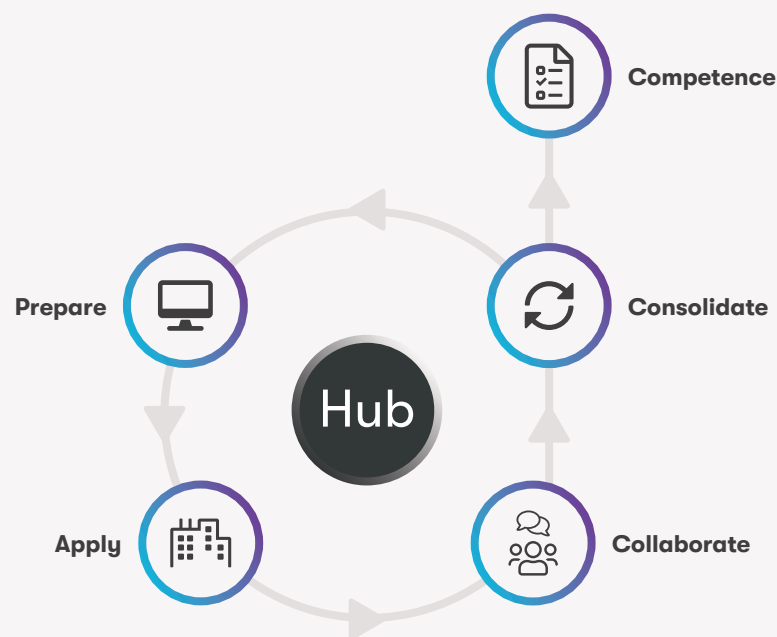 Competence
Prepare
Consolidate
Hub
Apply
Collaborate